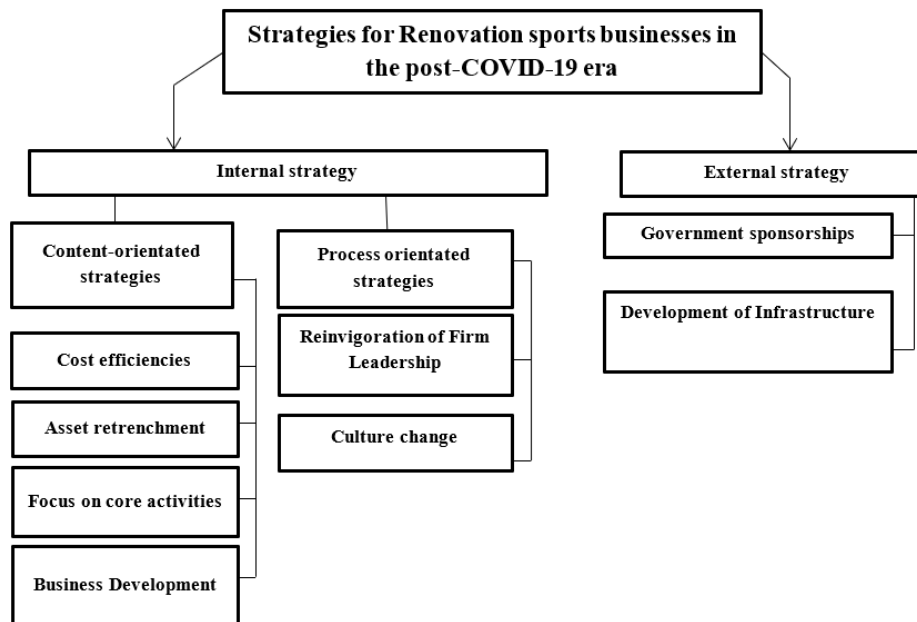 Strategies for Renovation sports businesses in
the post-COVID-19 era
Internal strategy
External strategy
Content-orientated
strategies
Process orientated
strategies
Government sponsorships
Cost efficiencies
Reinvigoration of Firm
Leadership
Development of Infrastructure
Asset retrenchment
Culture change
Focus on core activities
Business Development